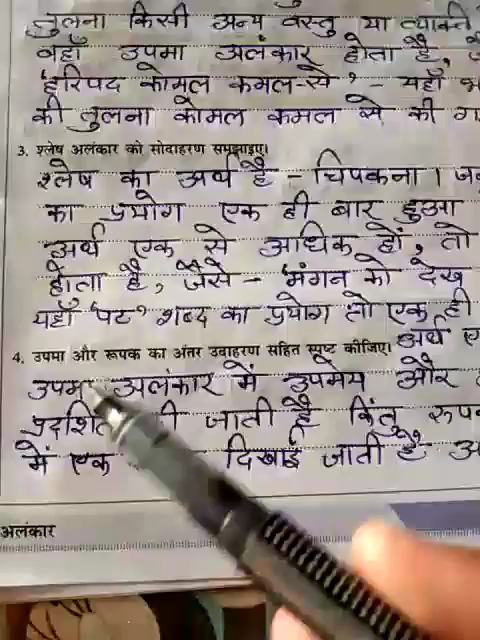 तुलना किसी अन्य वस्तु या व्यक्ति
वहाँ उपमा अलंकार होता है,
'हरिपद कोमल कमल-से' - यहाँ
की तुलना कोमल कमल से की
3. श्लेष अलंकार को सोदाहरण समझाइए।
श्लेष का अर्थ है - चिपकना ।
का प्रयोग एक ही बार हुआ
अर्थ एक से अधिक हों, तो
होता है, जैसे - 'मंगन को देख
यहाँ 'पट' शब्द का प्रयोग तो एक ही
अर्थ
4. उपमा और रूपक का अंतर उदाहरण सहित स्पष्ट कीजिए।
उपमा अलंकार में उपमेय और
जाती है किंतु
में एक दिखाई जाती है
अलंकार